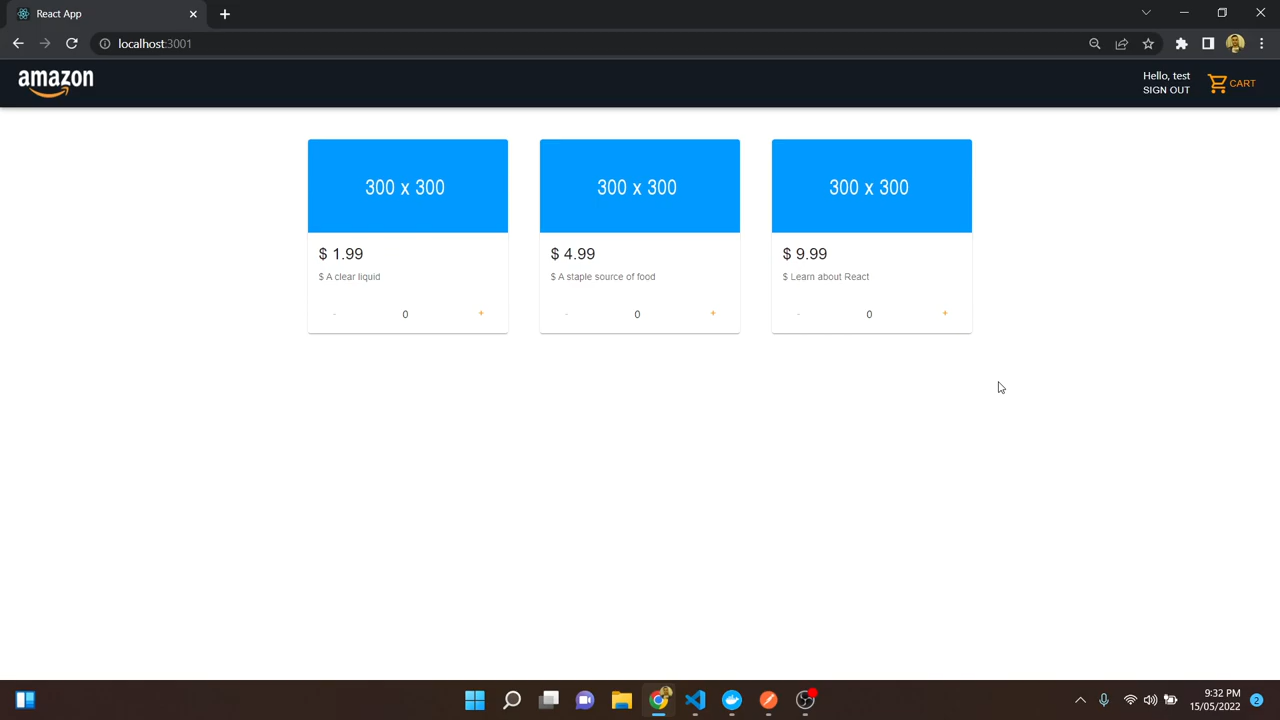 React App
localhost:3001
amazon
Hello, test
SIGN OUT
CART
300 x 300
$ 1.99
$ A clear liquid
- 0 +
300 x 300
$ 4.99
$ A staple source of food
- 0 +
300 x 300
$ 9.99
$ Learn about React
- 0 +
9:32 PM
15/05/2022
2